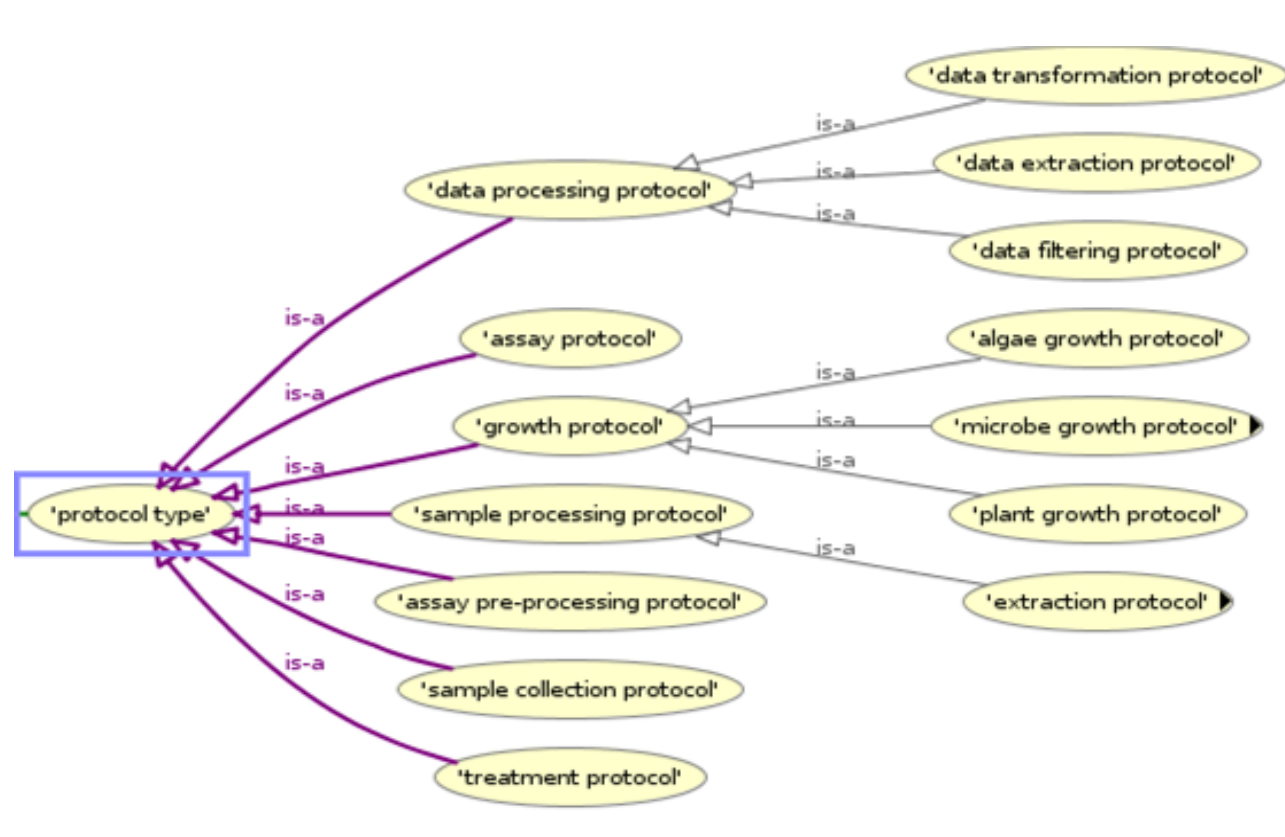 'data transformation protocol'
is-a
'data extraction protocol'
is-a
'data processing protocol'
is-a
'data filtering protocol'
is-a
'assay protocol'
'algae growth protocol'
is-a
is-a
'growth protocol'
is-a
'microbe growth protocol'
is-a
is-a
'protocol type'
is-a
'sample processing protocol'
'plant growth protocol'
is-a
is-a
'assay pre-processing protocol'
'extraction protocol'
is-a
is-a
'sample collection protocol'
'treatment protocol'